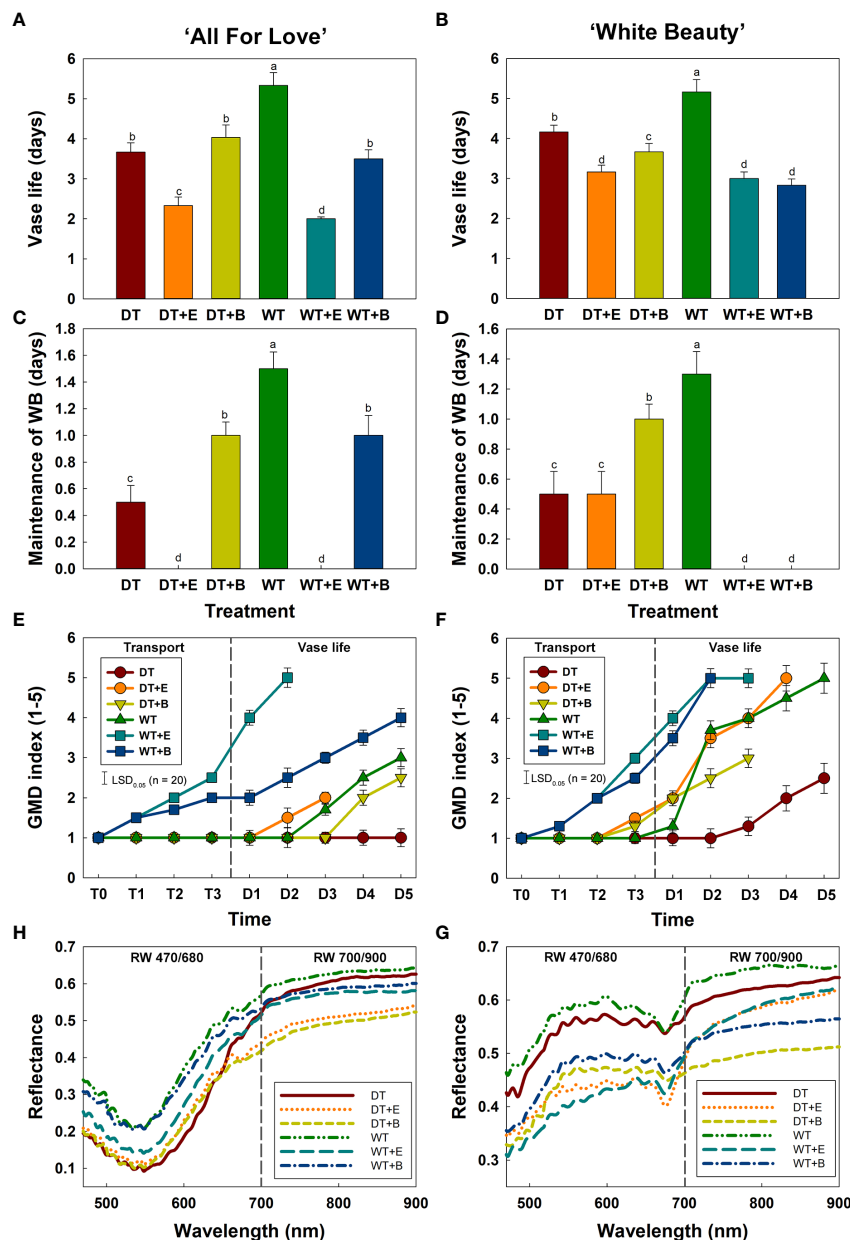 A
'All For Love'
Vase life (days)
6
5
4
3
2
1
0
b
c
b
a
d
b
DT
DT+E
DT+B
WT
WT+E
WT+B
B
'White Beauty'
Vase life (days)
6
5
4
3
2
1
0
b
d
c
a
d
d
DT
DT+E
DT+B
WT
WT+E
WT+B
C
Maintenance of WB (days)
1.8
1.6
1.4
1.2
1.0
0.8
0.6
0.4
0.2
0.0
c
d
b
a
d
b
DT
DT+E
DT+B
WT
WT+E
WT+B
Treatment
D
Maintenance of WB (days)
1.6
1.4
1.2
1.0
0.8
0.6
0.4
0.2
0.0
c
c
b
a
d
d
DT
DT+E
DT+B
WT
WT+E
WT+B
Treatment
E
GMD index (1-5)
6
5
4
3
2
1
0
Transport
Vase life
DT
DT+E
DT+B
WT
WT+E
WT+B
LSD0.05 (n = 20)
T0
T1
T2
T3
D1
D2
D3
D4
D5
Time
F
GMD index (1-5)
6
5
4
3
2
1
0
Transport
Vase life
DT
DT+E
DT+B
WT
WT+E
WT+B
LSD0.05 (n = 20)
T0
T1
T2
T3
D1
D2
D3
D4
D5
Time
H
Reflectance
0.7
0.6
0.5
0.4
0.3
0.2
0.1
RW 470/680
RW 700/900
DT
DT+E
DT+B
WT
WT+E
WT+B
500
600
700
800
900
Wavelength (nm)
G
Reflectance
0.7
0.6
0.5
0.4
0.3
RW 470/680
RW 700/900
DT
DT+E
DT+B
WT
WT+E
WT+B
500
600
700
800
900
Wavelength (nm)